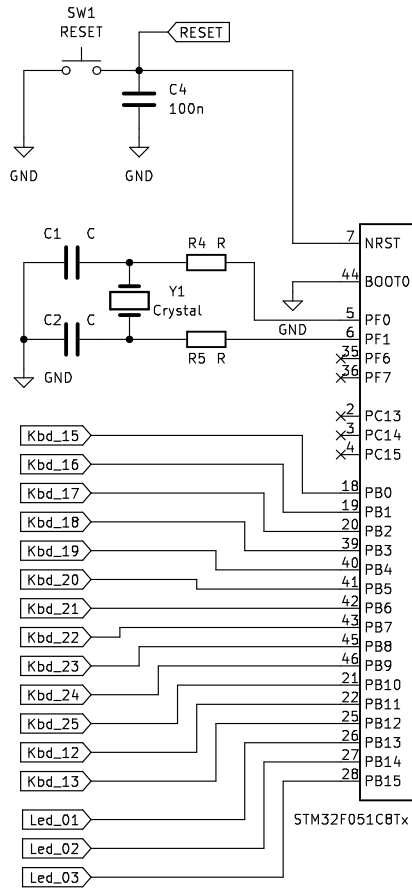 SW1
RESET
RESET
C4
100n
GND
GND
C1 C
R4 R
7 NRST
44 BOOT0
Y1
Crystal
GND
5 PF0
C2 C
6 PF1
R5 R
35 PF6
GND
36 PF7
2 PC13
3 PC14
4 PC15
Kbd_15
Kbd_16
Kbd_17
Kbd_18
Kbd_19
Kbd_20
Kbd_21
Kbd_22
Kbd_23
Kbd_24
Kbd_25
Kbd_12
Kbd_13
Led_01
Led_02
Led_03
18 PB0
19 PB1
20 PB2
39 PB3
40 PB4
41 PB5
42 PB6
43 PB7
45 PB8
46 PB9
21 PB10
22 PB11
25 PB12
26 PB13
27 PB14
28 PB15
STM32F051C8Tx